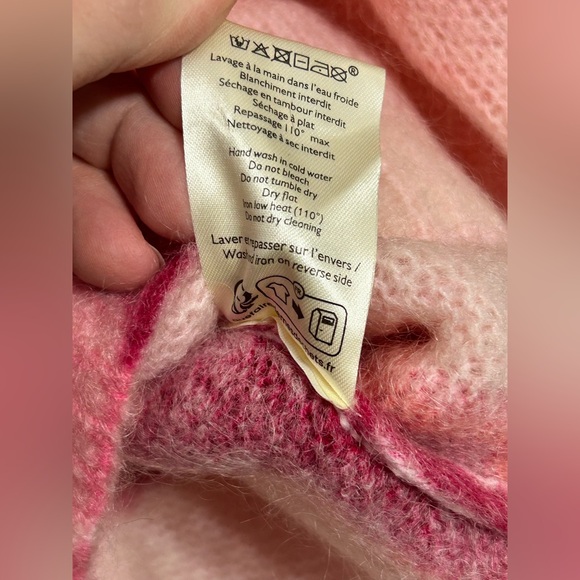 ®
Lavage à la main dans l'eau froide
Blanchiment interdit
Séchage en tambour interdit
Séchage à plat
Repassage 110° max
Nettoyage à sec interdit
Hand wash in cold water
Do not bleach
Do not tumble dry
Dry flat
Iron low heat (110°)
Do not dry cleaning
Laver et repasser sur l'envers /
Wash and iron on reverse side
®